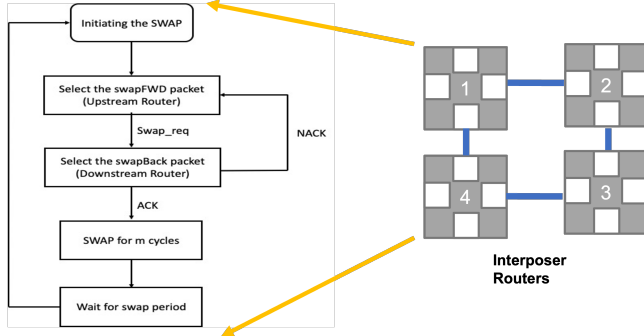 Initiating the SWAP
Select the swapFWD packet
(Upstream Router)
Swap_req
NACK
Select the swapBack packet
(Downstream Router)
ACK
SWAP for m cycles
Wait for swap period
1
2
4
3
Interposer
Routers